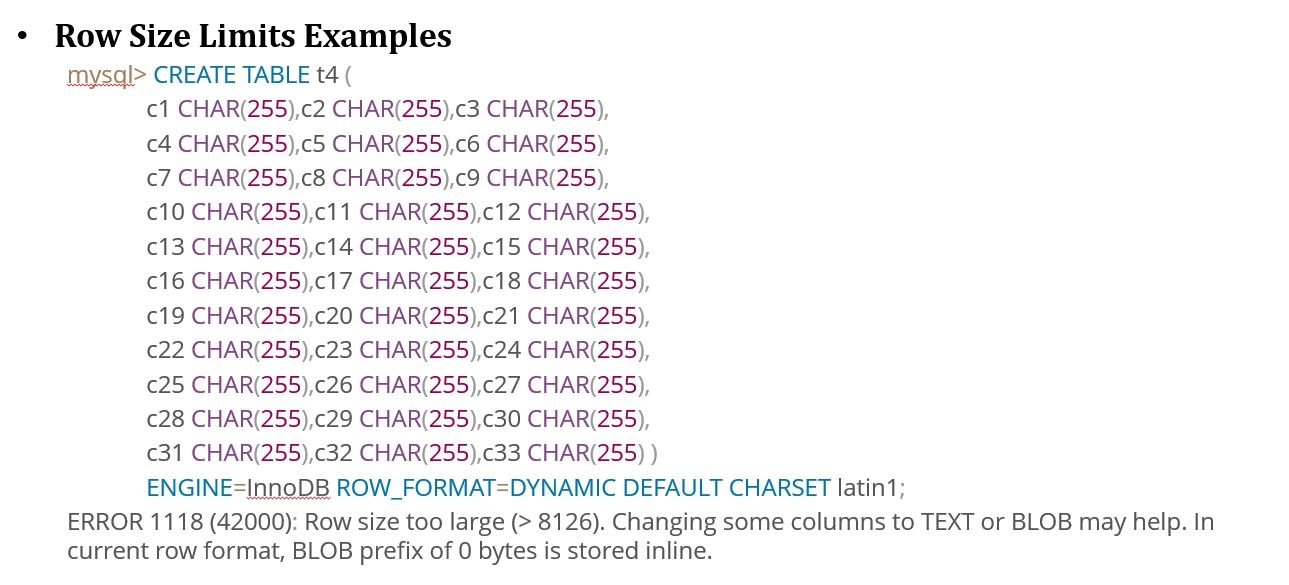 • Row Size Limits Examples
mysql> CREATE TABLE t4 (
c1 CHAR(255),c2 CHAR(255),c3 CHAR(255),
c4 CHAR(255),c5 CHAR(255),c6 CHAR(255),
c7 CHAR(255),c8 CHAR(255),c9 CHAR(255),
c10 CHAR(255),c11 CHAR(255),c12 CHAR(255),
c13 CHAR(255),c14 CHAR(255),c15 CHAR(255),
c16 CHAR(255),c17 CHAR(255),c18 CHAR(255),
c19 CHAR(255),c20 CHAR(255),c21 CHAR(255),
c22 CHAR(255),c23 CHAR(255),c24 CHAR(255),
c25 CHAR(255),c26 CHAR(255),c27 CHAR(255),
c28 CHAR(255),c29 CHAR(255),c30 CHAR(255),
c31 CHAR(255),c32 CHAR(255),c33 CHAR(255) )
ENGINE=InnoDB ROW_FORMAT=DYNAMIC DEFAULT CHARSET latin1;
ERROR 1118 (42000): Row size too large (> 8126). Changing some columns to TEXT or BLOB may help. In
current row format, BLOB prefix of 0 bytes is stored inline.